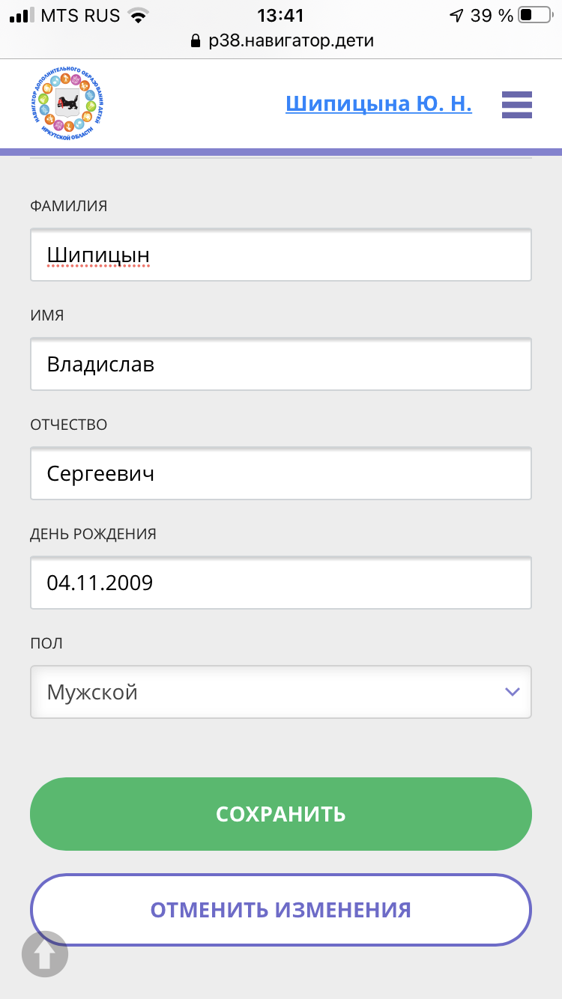 MTS RUS 13:41 39 %
р38.навигатор.дети
НАВИГАТОР ДОПОЛНИТЕЛЬНОГО ОБРАЗОВАНИЯ ДЕТЕЙ
ИРКУТСКОЙ ОБЛАСТИ
Шипицына Ю. Н.
ФАМИЛИЯ
Шипицын
ИМЯ
Владислав
ОТЧЕСТВО
Сергеевич
ДЕНЬ РОЖДЕНИЯ
04.11.2009
ПОЛ
Мужской
СОХРАНИТЬ
ОТМЕНИТЬ ИЗМЕНЕНИЯ